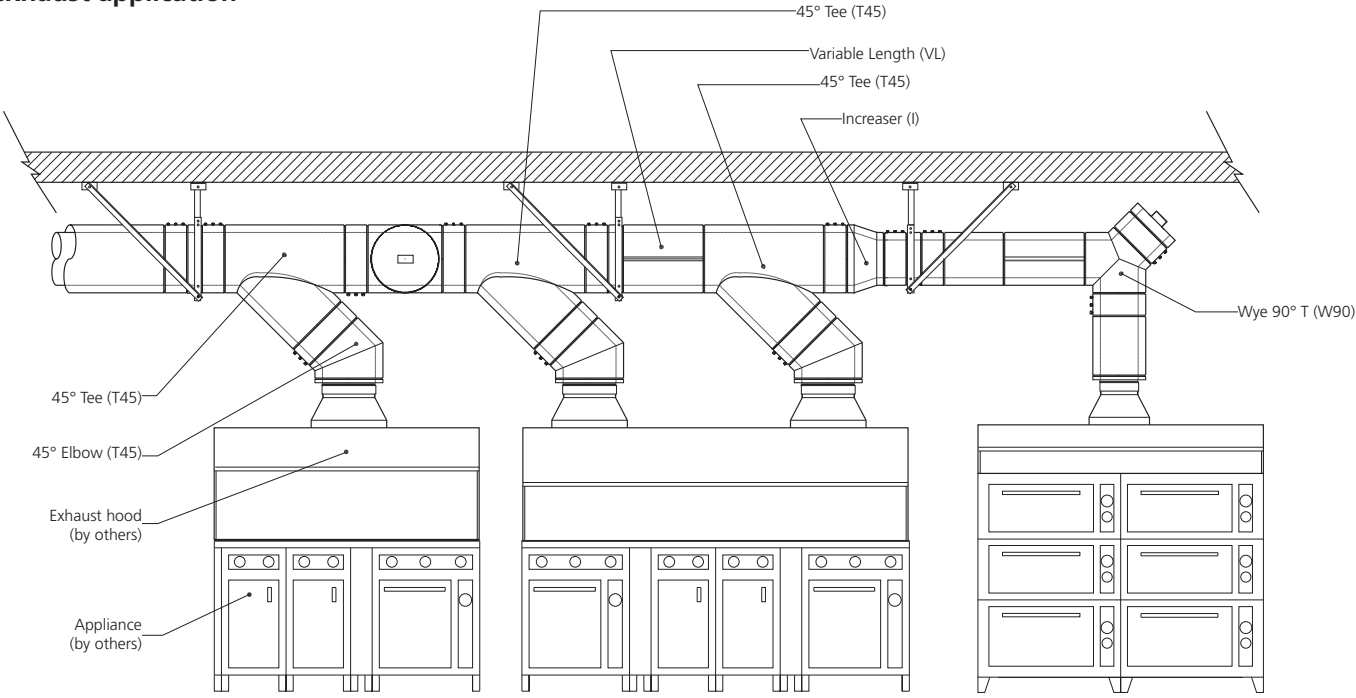 exhaust application
45° Tee (T45)
Variable Length (VL)
45° Tee (T45)
Increaser (I)
Wye 90° T (W90)
45° Tee (T45)
45° Elbow (T45)
Exhaust hood
(by others)
Appliance
(by others)